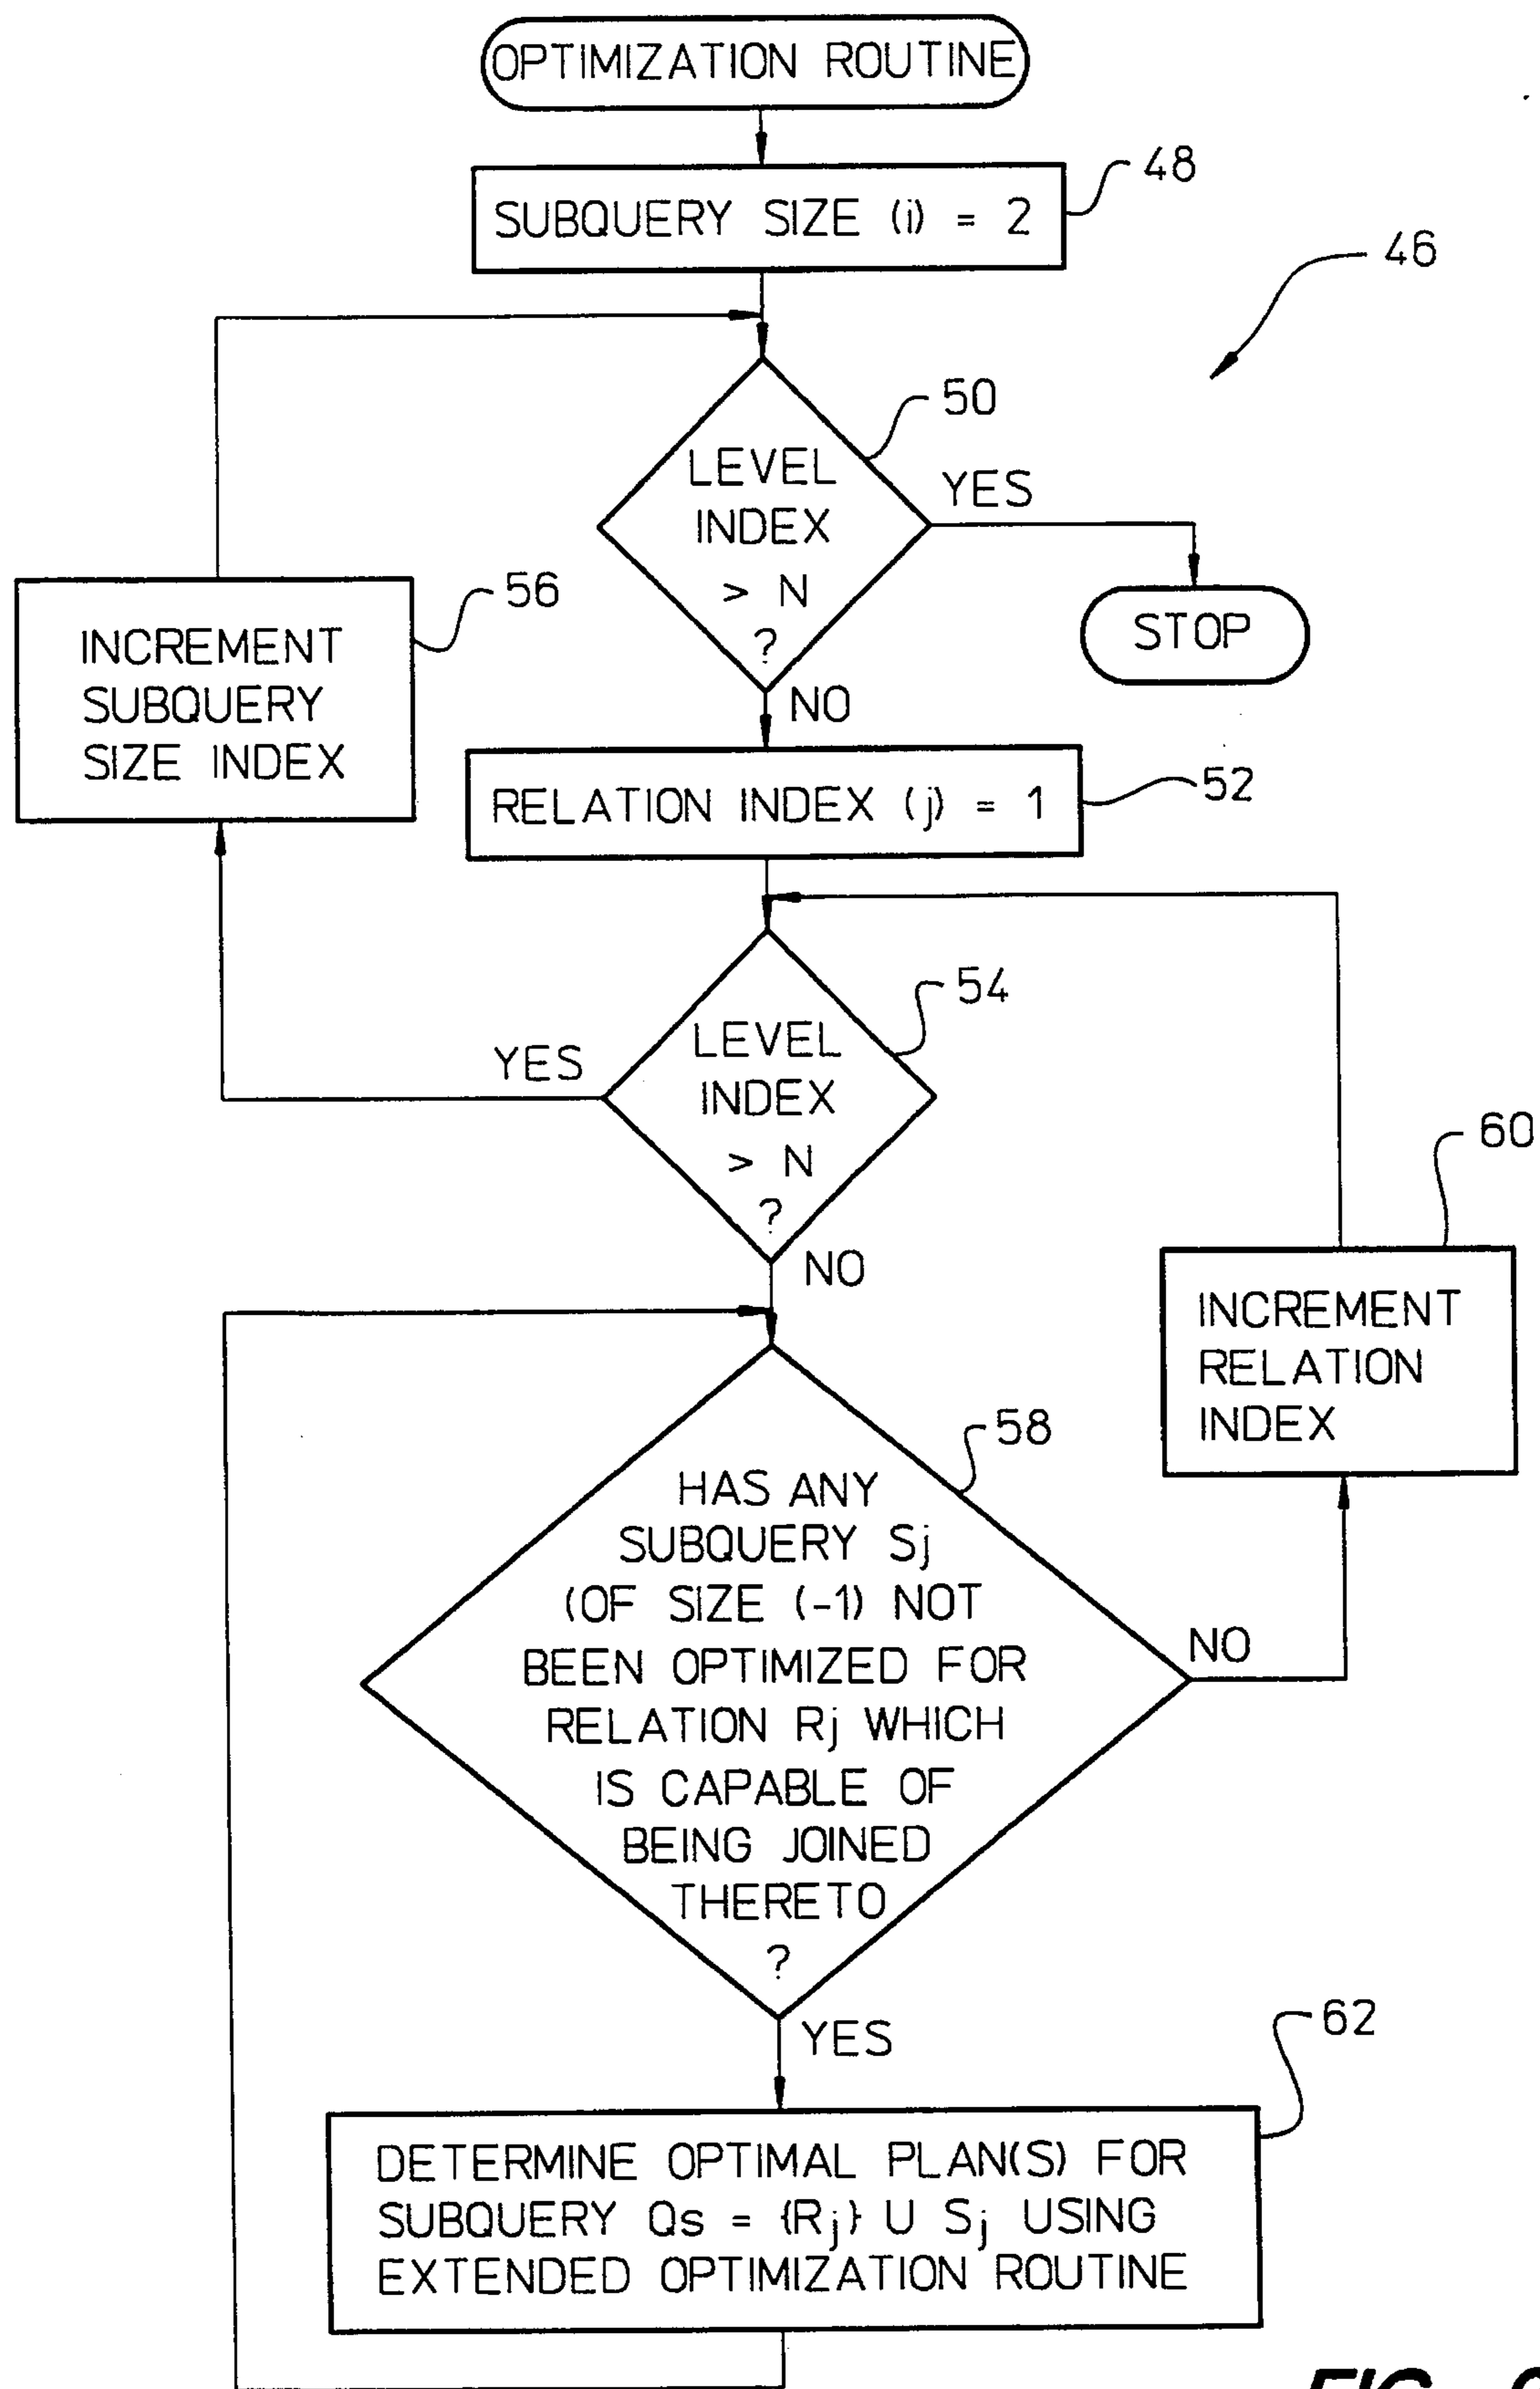 OPTIMIZATION ROUTINE
48
SUBQUERY SIZE (i) = 2
46
50
LEVEL
INDEX
> N
?
YES
STOP
NO
56
INCREMENT
SUBQUERY
SIZE INDEX
52
RELATION INDEX (j) = 1
54
LEVEL
INDEX
> N
?
YES
NO
60
INCREMENT
RELATION
INDEX
58
HAS ANY
SUBQUERY Sj
(OF SIZE (-1) NOT
BEEN OPTIMIZED FOR
RELATION Rj WHICH
IS CAPABLE OF
BEING JOINED
THERETO
?
NO
YES
62
DETERMINE OPTIMAL PLAN(S) FOR
SUBQUERY Qs = {Rj} U Sj USING
EXTENDED OPTIMIZATION ROUTINE